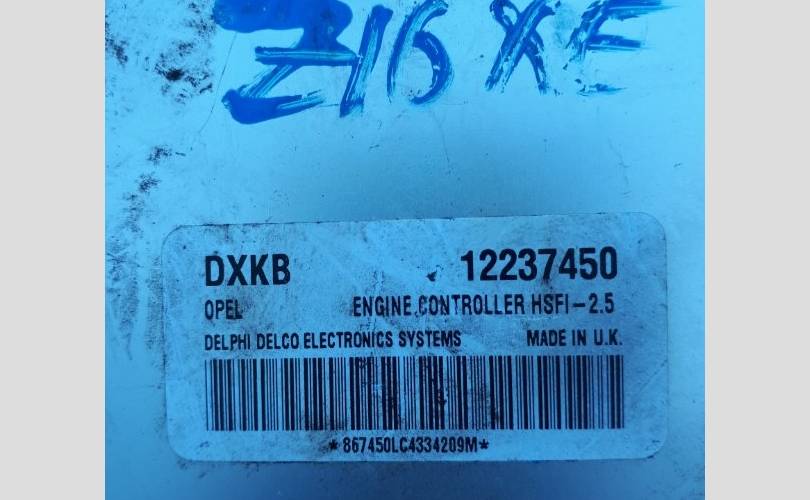 Z16XE
DXKB 12237450
OPEL ENGINE CONTROLLER HSFI-2.5
DELPHI DELCO ELECTRONICS SYSTEMS MADE IN U.K.
*867450LC4334209M*